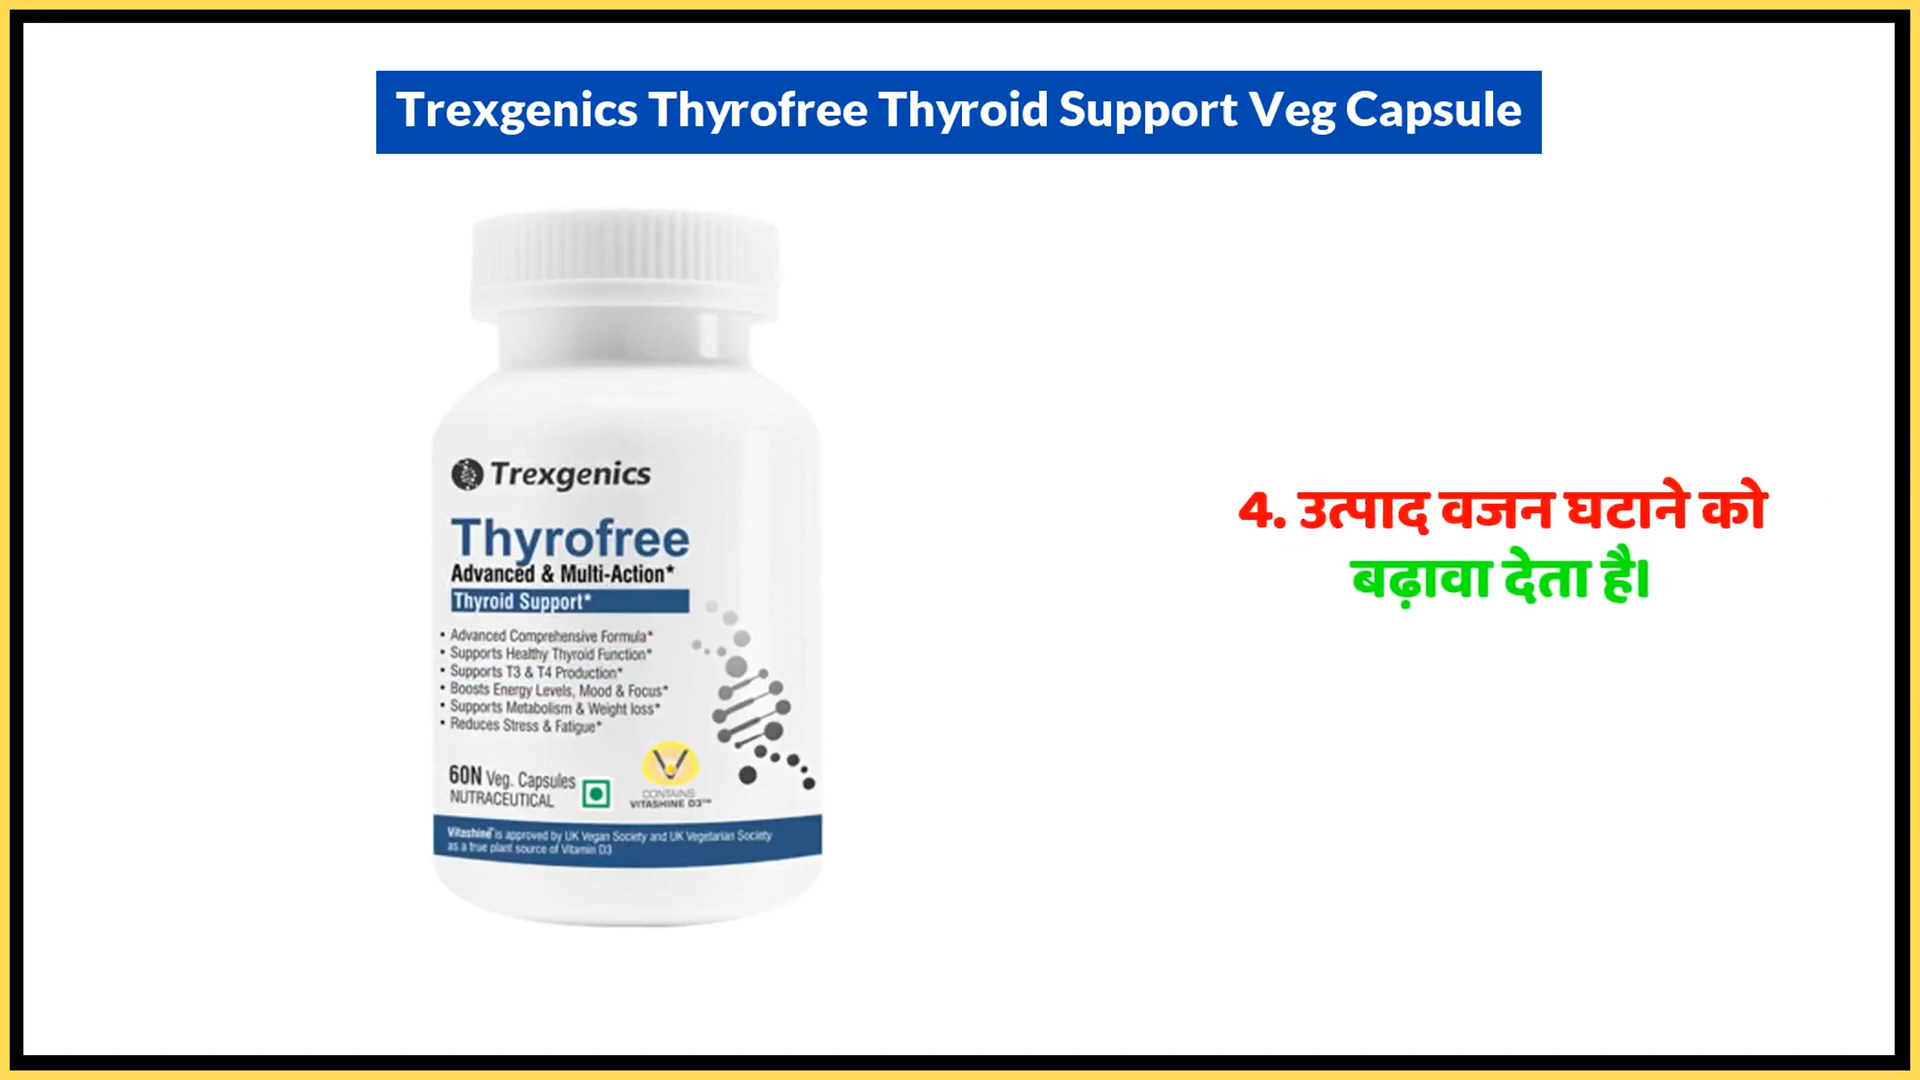 Trexgenics Thyrofree Thyroid Support Veg Capsule
Trexgenics
Thyrofree
Advanced & Multi-Action*
Thyroid Support*
• Advanced Comprehensive Formula*
• Supports Healthy Thyroid Function*
• Supports T3 & T4 Production*
• Boosts Energy Levels, Mood & Focus*
• Supports Metabolism & Weight loss*
• Reduces Stress & Fatigue*
60N Veg. Capsules
NUTRACEUTICAL
CONTAINS
VITASHINE D3™
Vitashine™ is approved by UK Vegan Society and UK Vegetarian Society
as a true plant source of Vitamin D3
4. उत्पाद वजन घटाने को
बढ़ावा देता है।